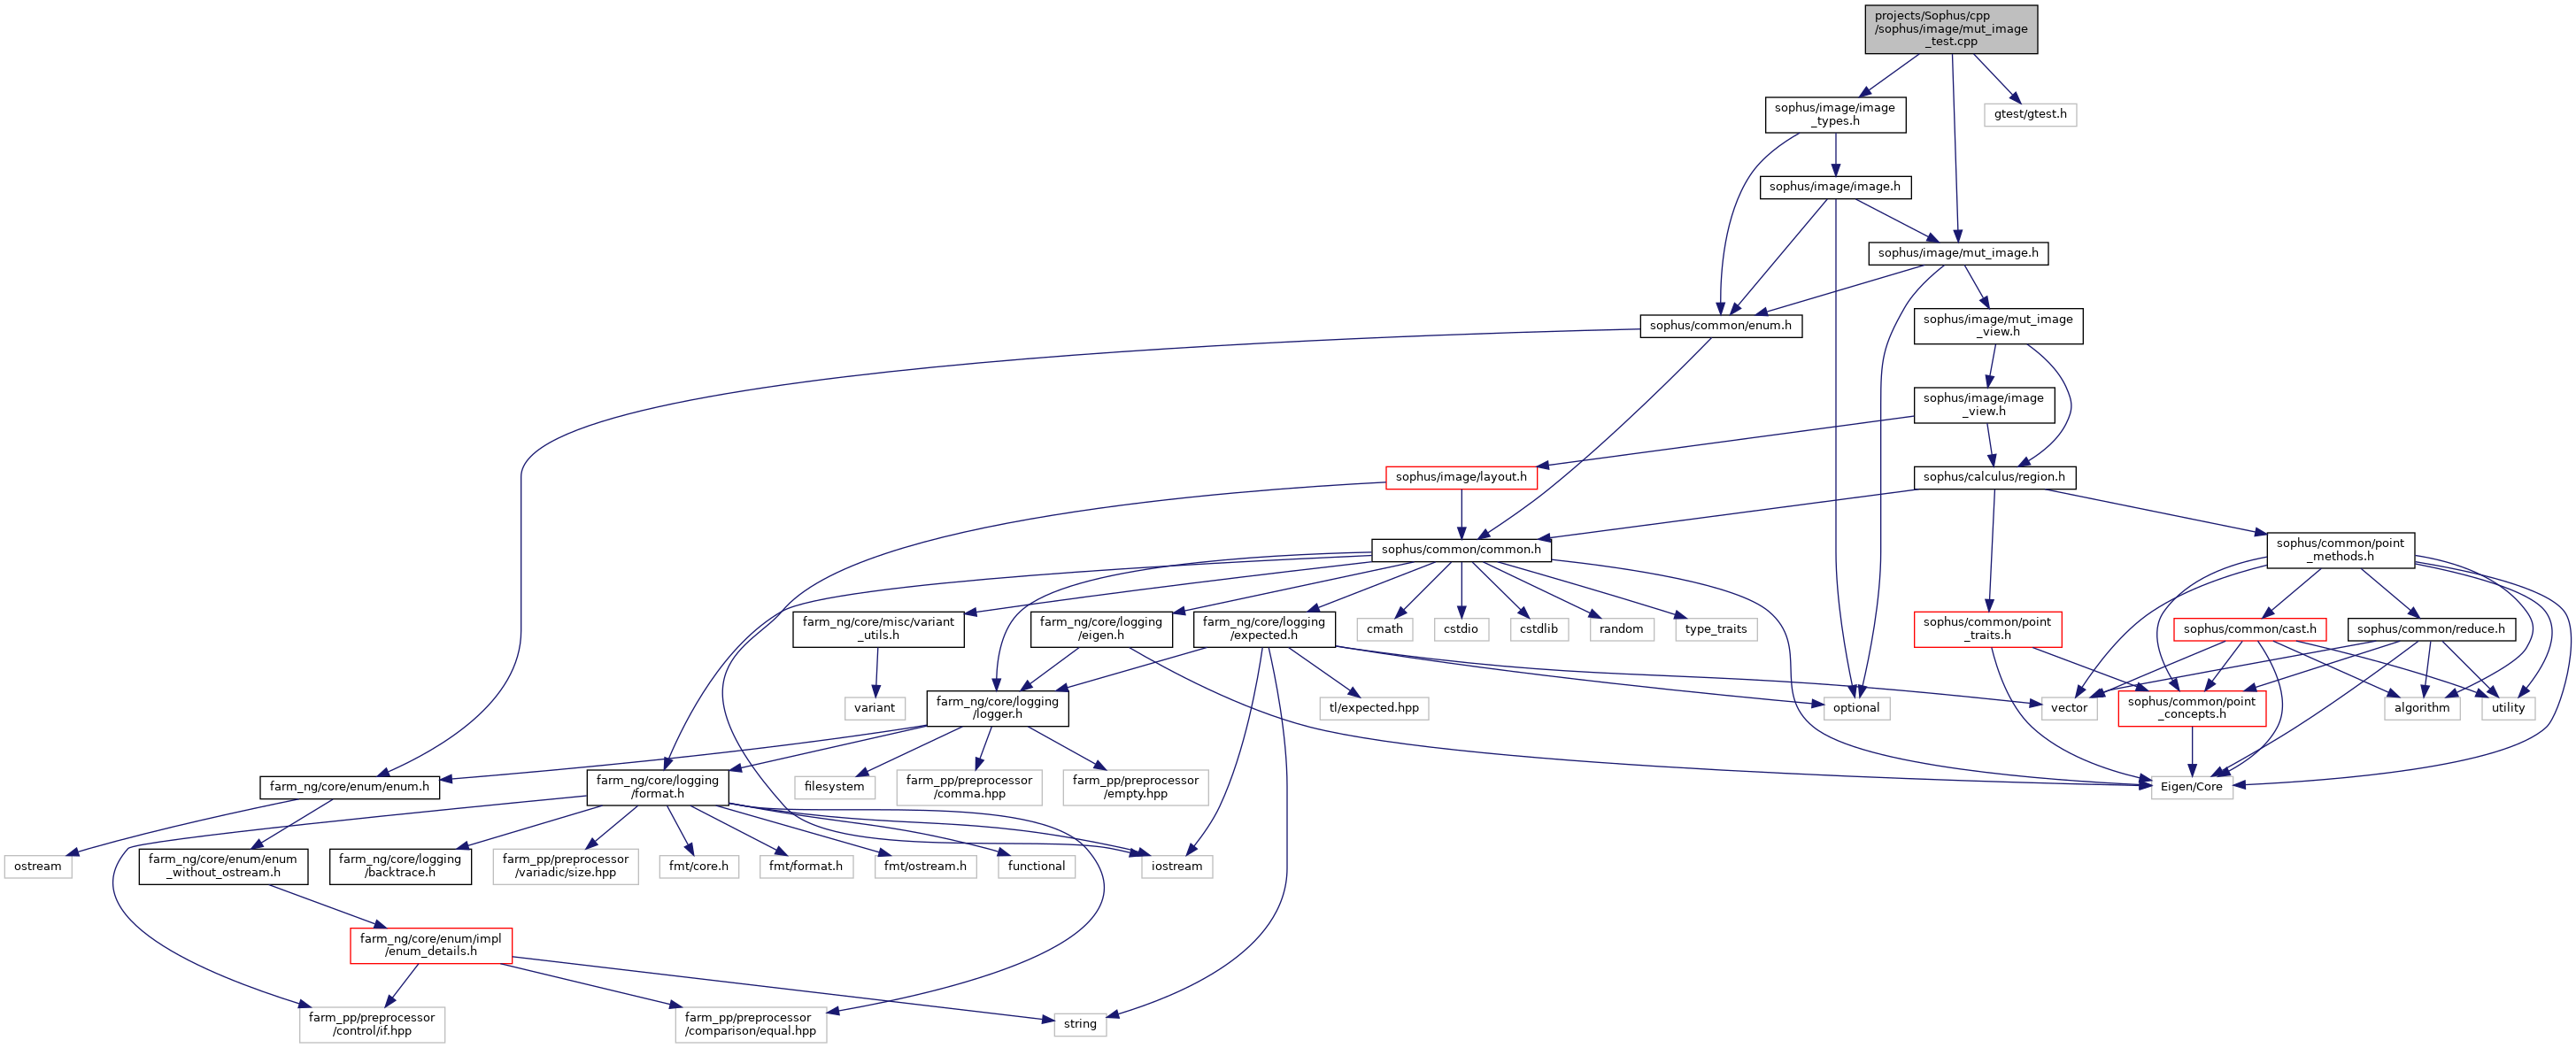 projects/Sophus/cpp
/sophus/image/mut_image
_test.cpp
sophus/image/image
_types.h
gtest/gtest.h
sophus/image/image.h
sophus/image/mut_image.h
sophus/common/enum.h
sophus/image/mut_image
_view.h
sophus/image/image
_view.h
sophus/image/layout.h
sophus/calculus/region.h
sophus/common/common.h
sophus/common/point
_methods.h
farm_ng/core/misc/variant
_utils.h
farm_ng/core/logging
/eigen.h
farm_ng/core/logging
/expected.h
cmath
cstdio
cstdlib
random
type_traits
sophus/common/point
_traits.h
sophus/common/cast.h
sophus/common/reduce.h
variant
farm_ng/core/logging
/logger.h
tl/expected.hpp
optional
vector
sophus/common/point
_concepts.h
algorithm
utility
farm_ng/core/enum/enum.h
farm_ng/core/logging
/format.h
filesystem
farm_pp/preprocessor
/comma.hpp
farm_pp/preprocessor
/empty.hpp
Eigen/Core
ostream
farm_ng/core/enum/enum
_without_ostream.h
farm_ng/core/logging
/backtrace.h
farm_pp/preprocessor
/variadic/size.hpp
fmt/core.h
fmt/format.h
fmt/ostream.h
functional
iostream
farm_ng/core/enum/impl
/enum_details.h
farm_pp/preprocessor
/control/if.hpp
farm_pp/preprocessor
/comparison/equal.hpp
string